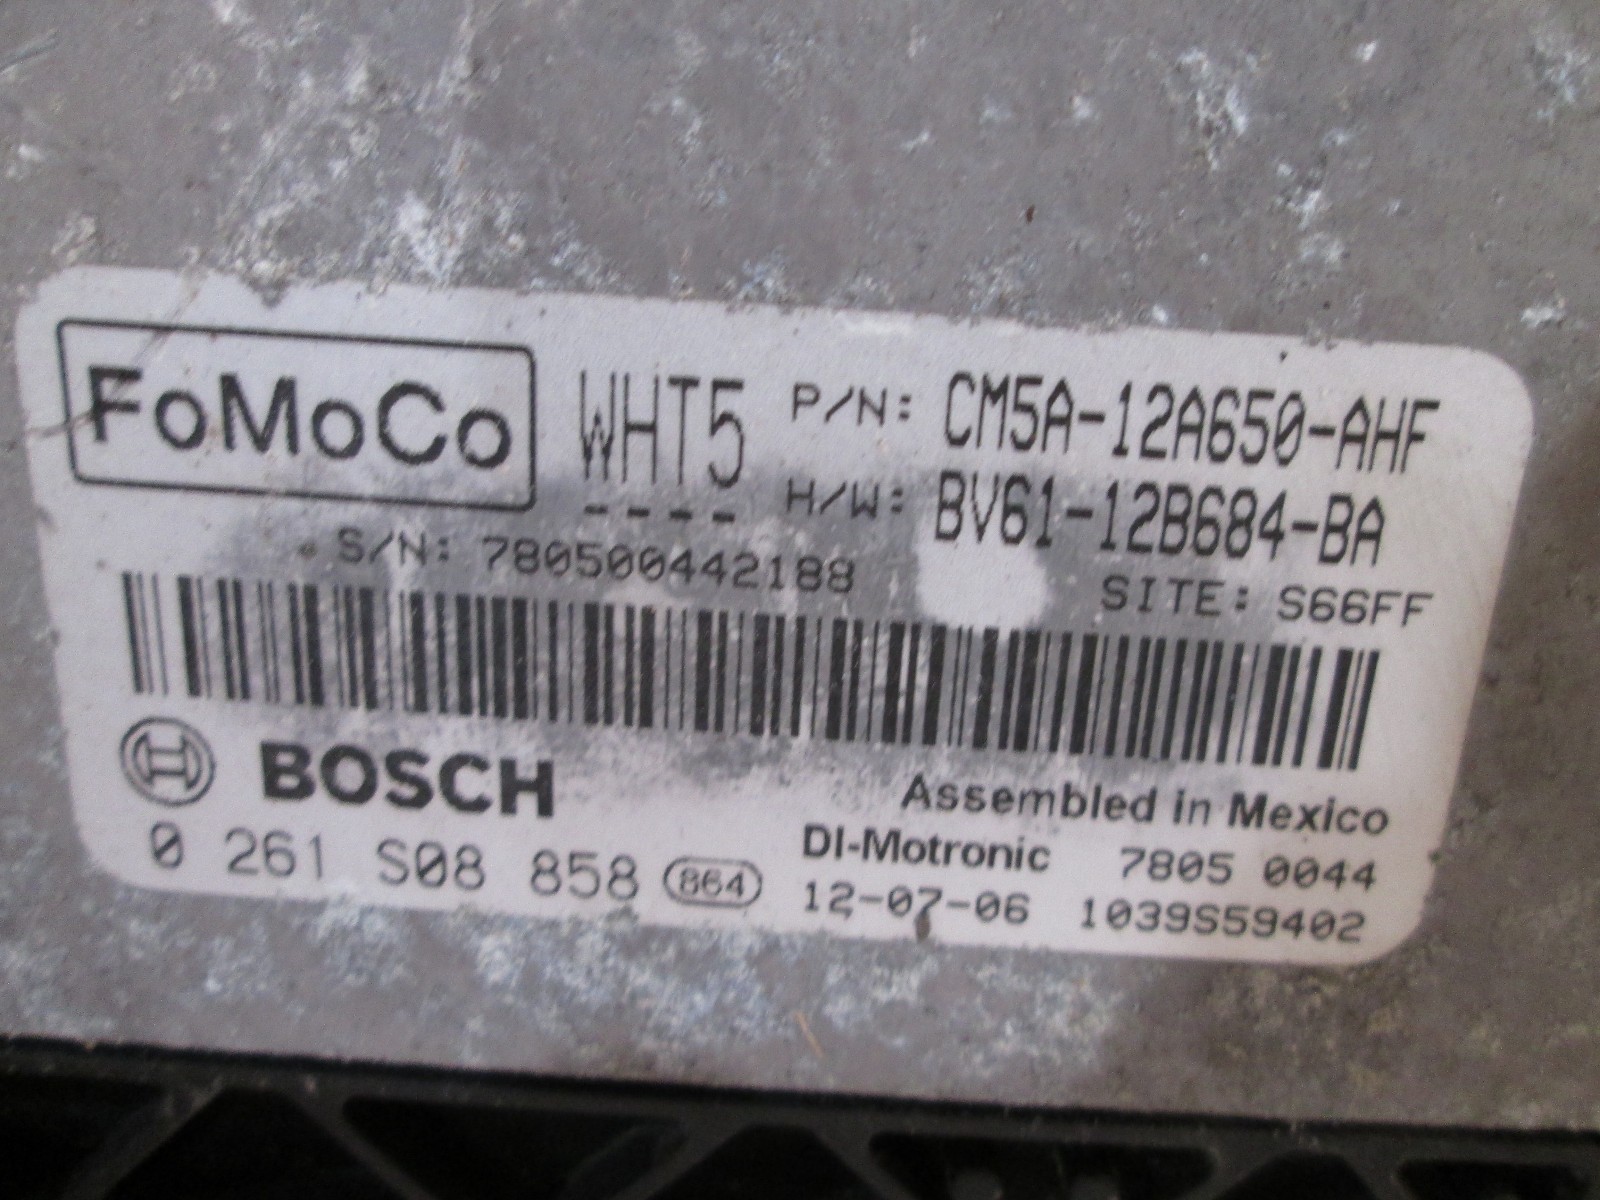 FoMoCo WHT5 P/N: CM5A-12A650-AHF
---- H/W: BV61-12B684-BA
S/N: 780500442188 SITE: S66FF
BOSCH Assembled in Mexico
0 261 S08 858 864 DI-Motronic 7805 0044
12-07-06 1039S59402